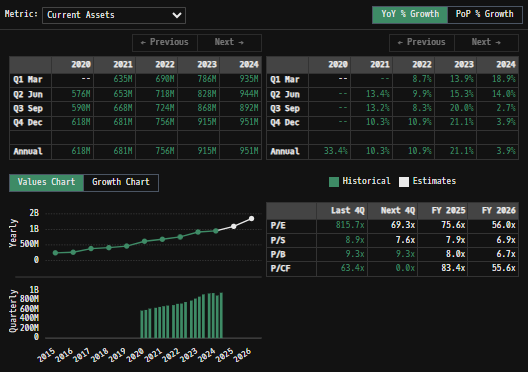 Metric: Current Assets YoY % Growth PoP % Growth
← Previous Next → ← Previous Next →
2020 2021 2022 2023 2024 2020 2021 2022 2023 2024
Q1 Mar -- 635M 690M 786M 935M Q1 Mar -- -- 8.7% 13.9% 18.9%
Q2 Jun 576M 653M 718M 828M 944M Q2 Jun -- 13.4% 9.9% 15.3% 14.0%
Q3 Sep 590M 668M 724M 868M 892M Q3 Sep -- 13.2% 8.3% 20.0% 2.7%
Q4 Dec 618M 681M 756M 915M 951M Q4 Dec -- 10.3% 10.9% 21.1% 3.9%
Annual 618M 681M 756M 915M 951M Annual 33.4% 10.3% 10.9% 21.1% 3.9%
Values Chart Growth Chart Historical Estimates
Last 4Q Next 4Q FY 2025 FY 2026
P/E 815.7x 69.3x 75.6x 56.0x
P/S 8.9x 7.6x 7.9x 6.9x
P/B 9.3x 9.3x 8.0x 6.7x
P/CF 63.4x 0.0x 83.4x 55.6x
Yearly
2B
1B
500M
0
Quarterly
1B
800M
600M
400M
200M
0
2015 2016 2017 2018 2019 2020 2021 2022 2023 2024 2025 2026